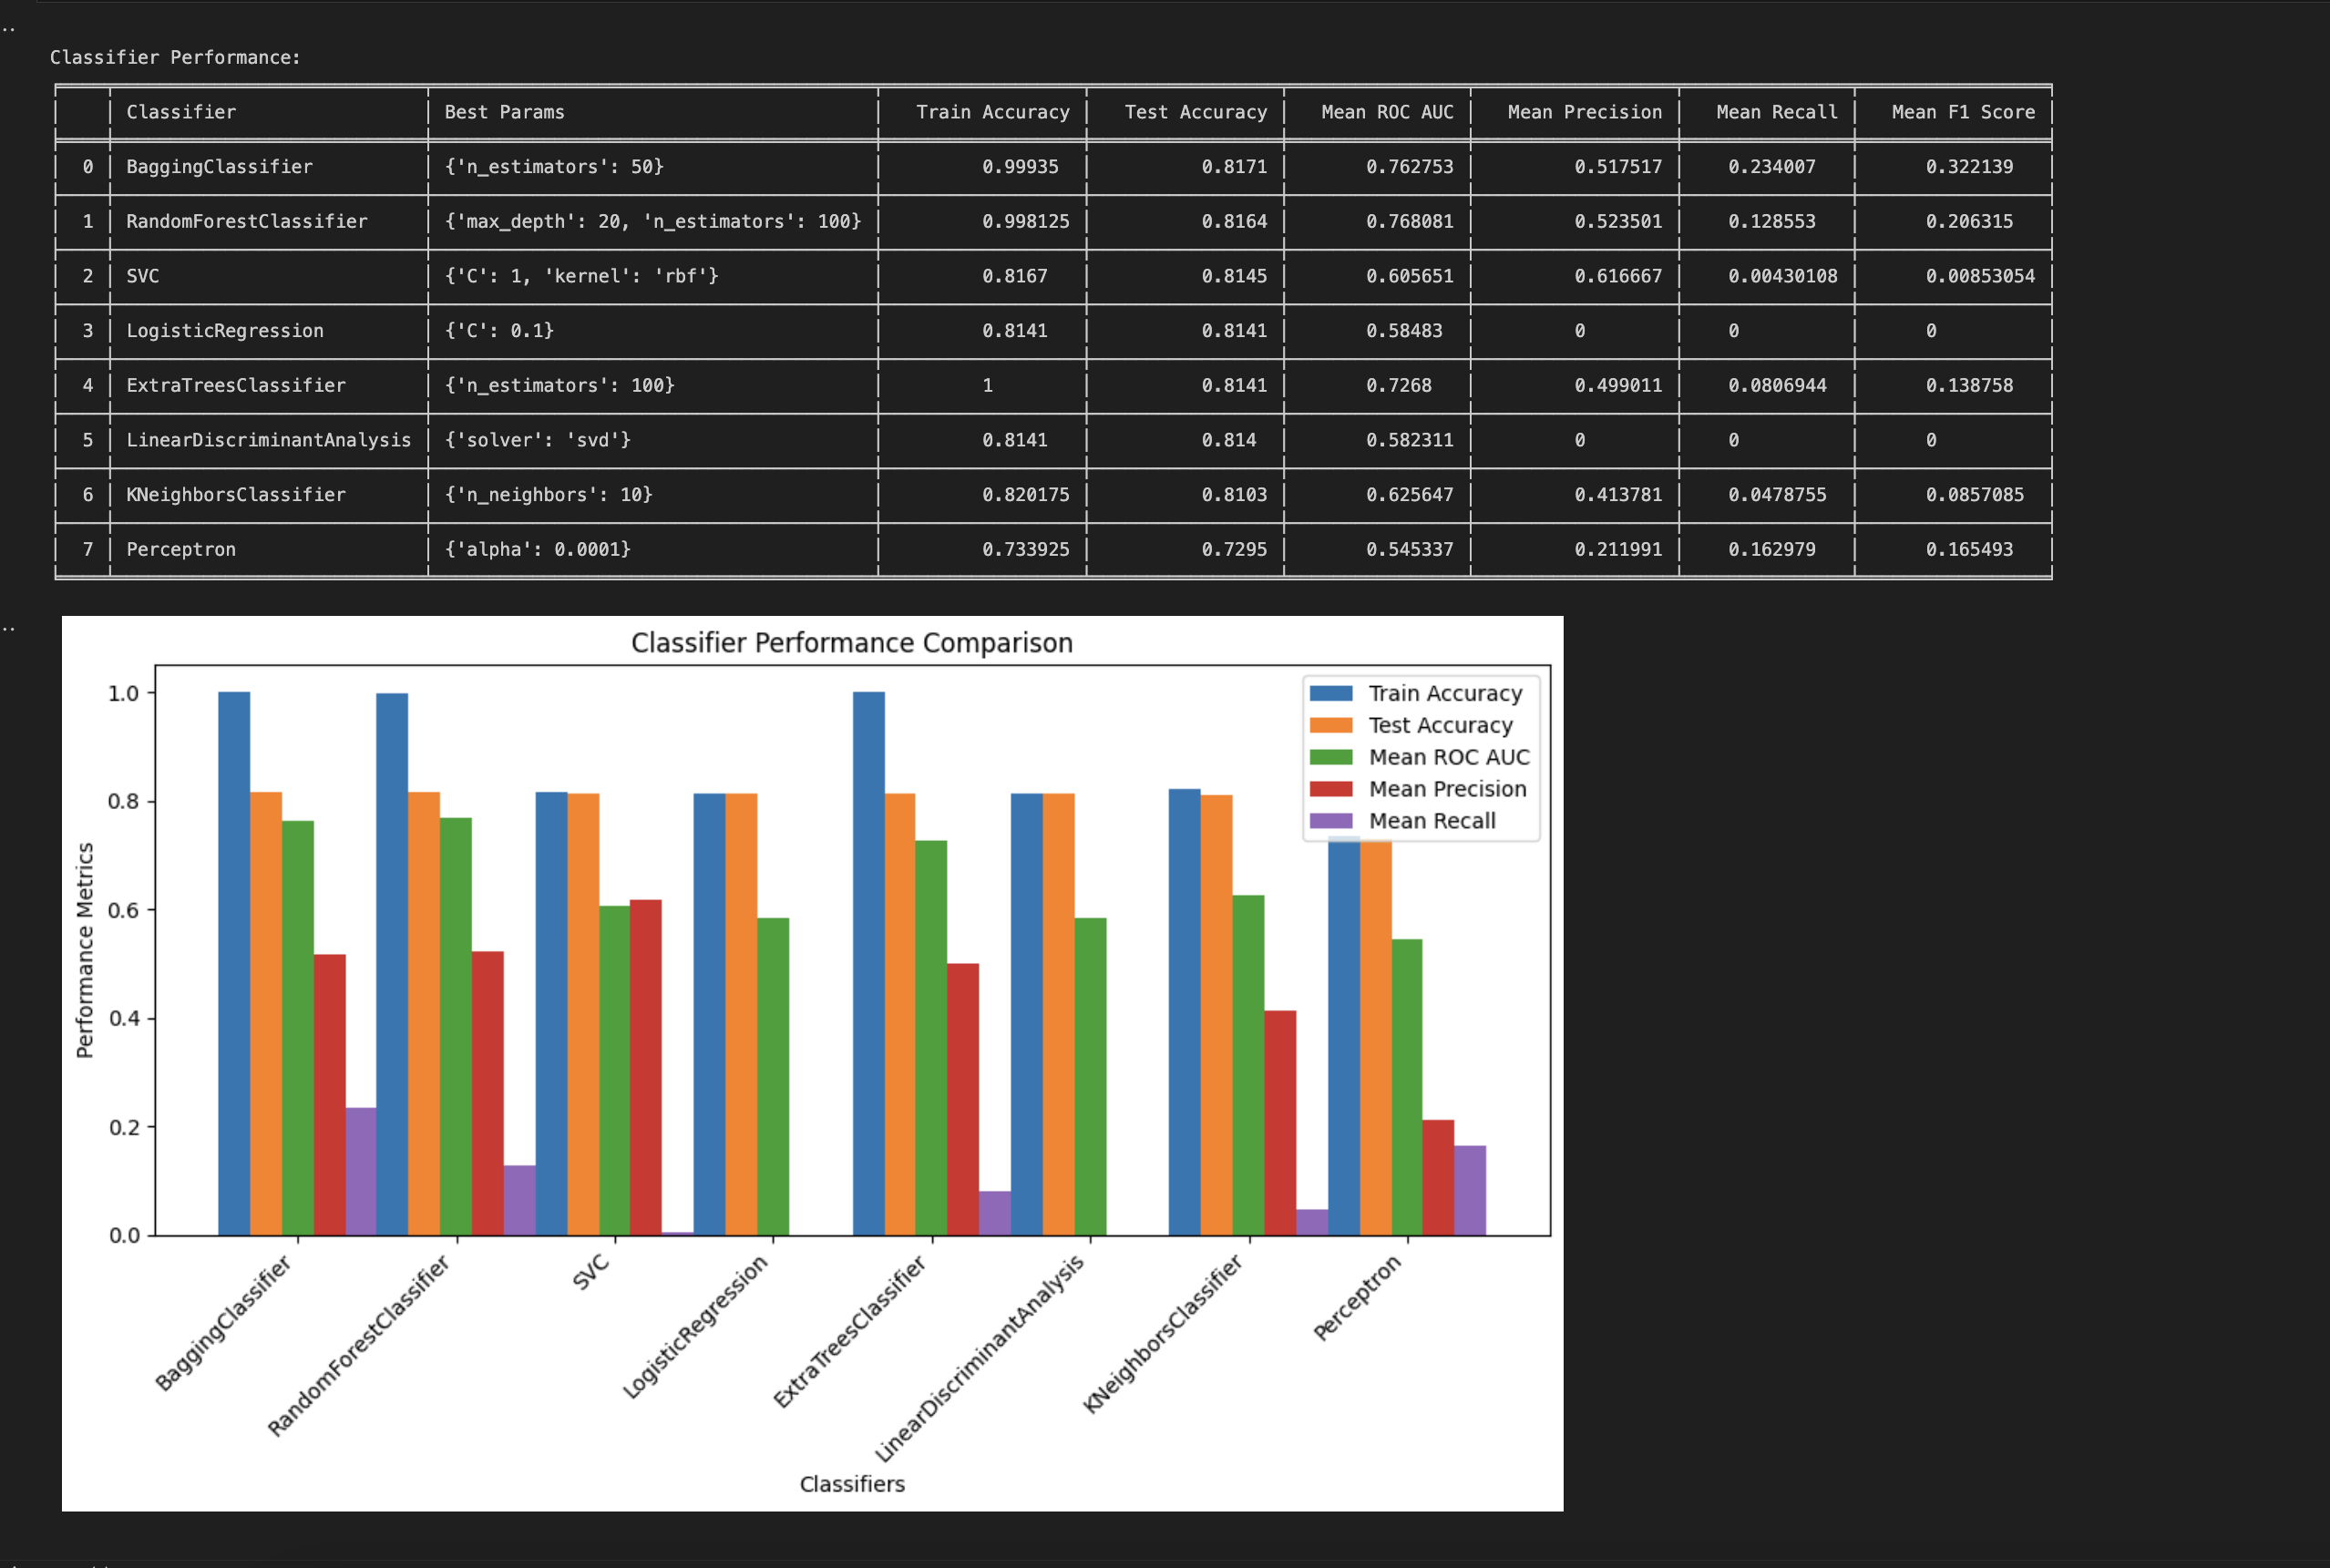 Classifier Performance:
Classifier Best Params Train Accuracy Test Accuracy Mean ROC AUC Mean Precision Mean Recall Mean F1 Score
0 BaggingClassifier {'n_estimators': 50} 0.99935 0.8171 0.762753 0.517517 0.234007 0.322139
1 RandomForestClassifier {'max_depth': 20, 'n_estimators': 100} 0.998125 0.8164 0.768081 0.523501 0.128553 0.206315
2 SVC {'C': 1, 'kernel': 'rbf'} 0.8167 0.8145 0.605651 0.616667 0.00430108 0.00853054
3 LogisticRegression {'C': 0.1} 0.8141 0.8141 0.58483 0 0 0
4 ExtraTreesClassifier {'n_estimators': 100} 1 0.8141 0.7268 0.499011 0.0806944 0.138758
5 LinearDiscriminantAnalysis {'solver': 'svd'} 0.8141 0.814 0.582311 0 0 0
6 KNeighborsClassifier {'n_neighbors': 10} 0.820175 0.8103 0.625647 0.413781 0.0478755 0.0857085
7 Perceptron {'alpha': 0.0001} 0.733925 0.7295 0.545337 0.211991 0.162979 0.165493
Classifier Performance Comparison
Train Accuracy
Test Accuracy
Mean ROC AUC
Mean Precision
Mean Recall
Performance Metrics
1.0
0.8
0.6
0.4
0.2
0.0
BaggingClassifier
RandomForestClassifier
SVC
LogisticRegression
ExtraTreesClassifier
LinearDiscriminantAnalysis
KNeighborsClassifier
Perceptron
Classifiers